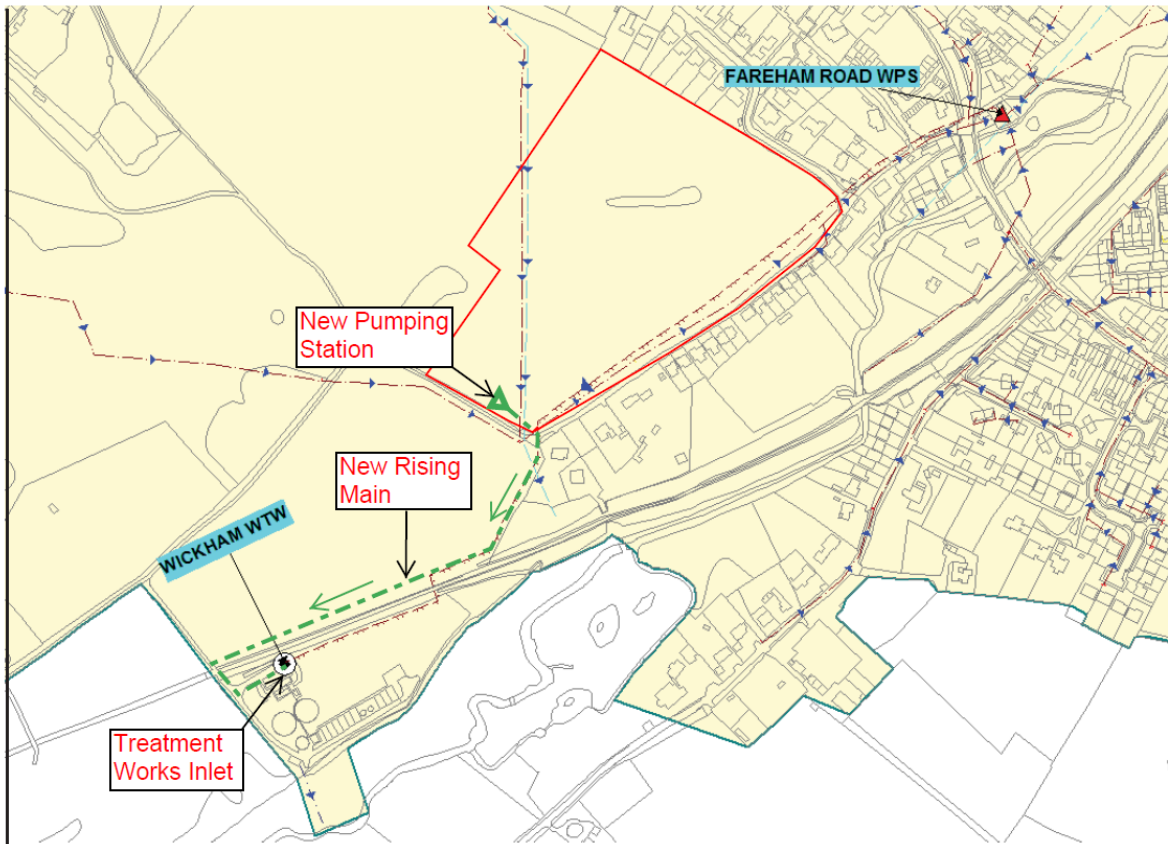 FAREHAM ROAD WPS
New Pumping
Station
New Rising
Main
WICKHAM WTW
Treatment
Works Inlet